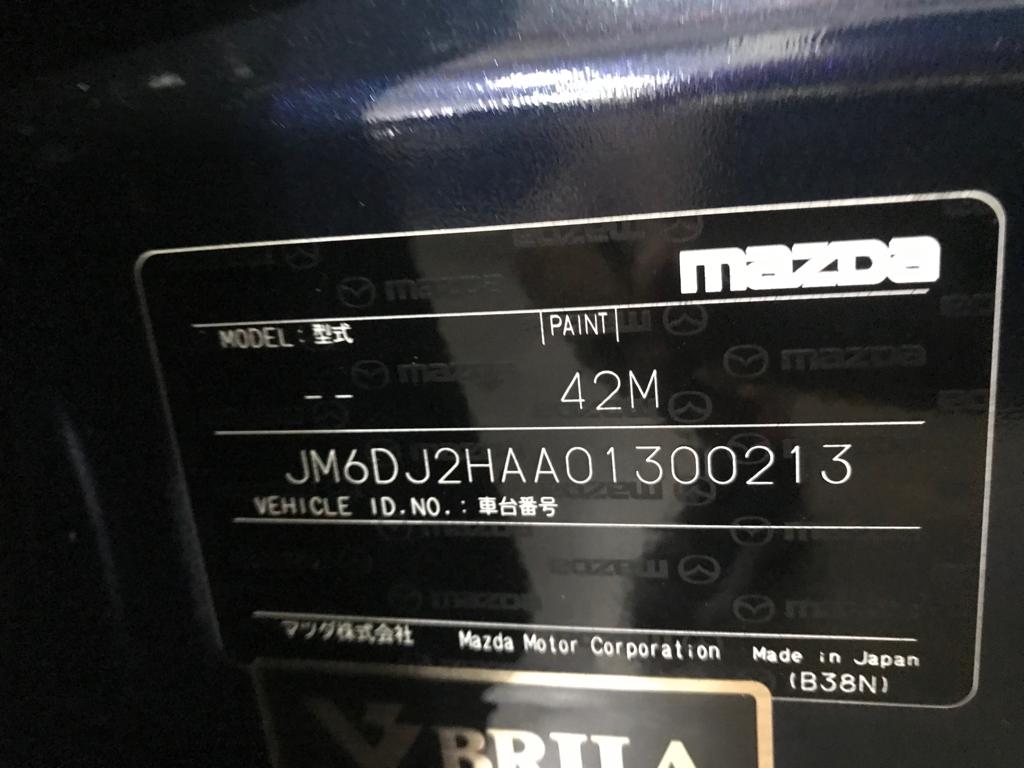 mazda
MODEL:型式 PAINT
-- 42M
JM6DJ2HAA01300213
VEHICLE ID.NO.:車台番号
マツダ株式会社 Mazda Motor Corporation Made in Japan
(B38N)